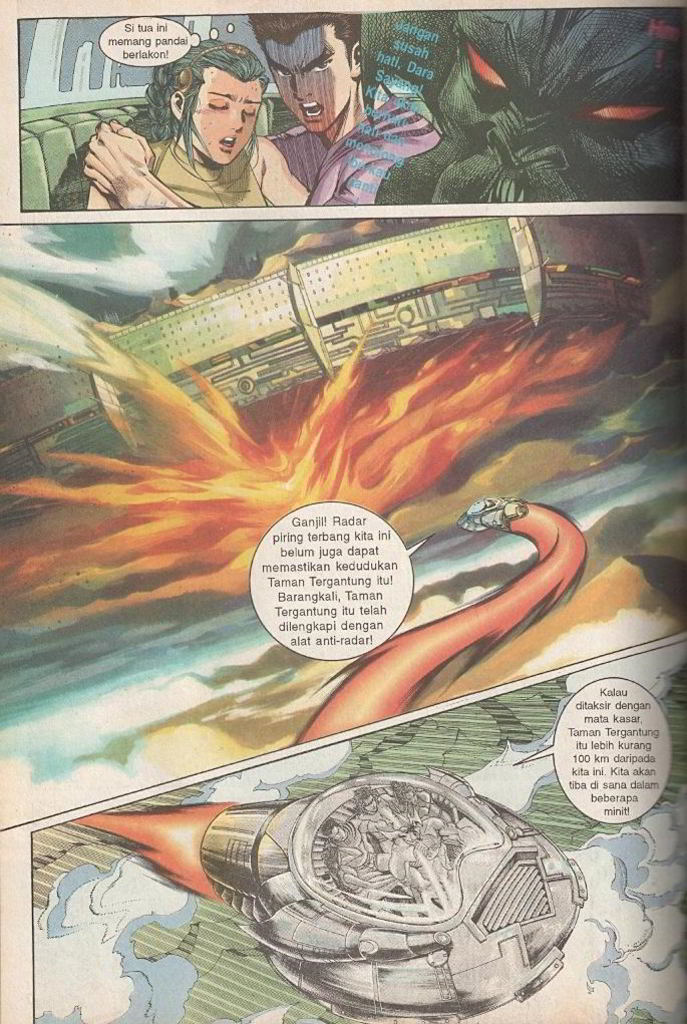 Si tua ini
memang pandai
berlakon!
Jangan
susah
hati, Dara
Sayang!
Kita
Ganjil! Radar
piring terbang kita ini
belum juga dapat
memastikan kedudukan
Taman Tergantung itu!
Barangkali, Taman
Tergantung itu telah
dilengkapi dengan
alat anti-radar!
Kalau
ditaksir dengan
mata kasar,
Taman Tergantung
itu lebih kurang
100 km daripada
kita ini. Kita akan
tiba di sana dalam
beberapa
minit!